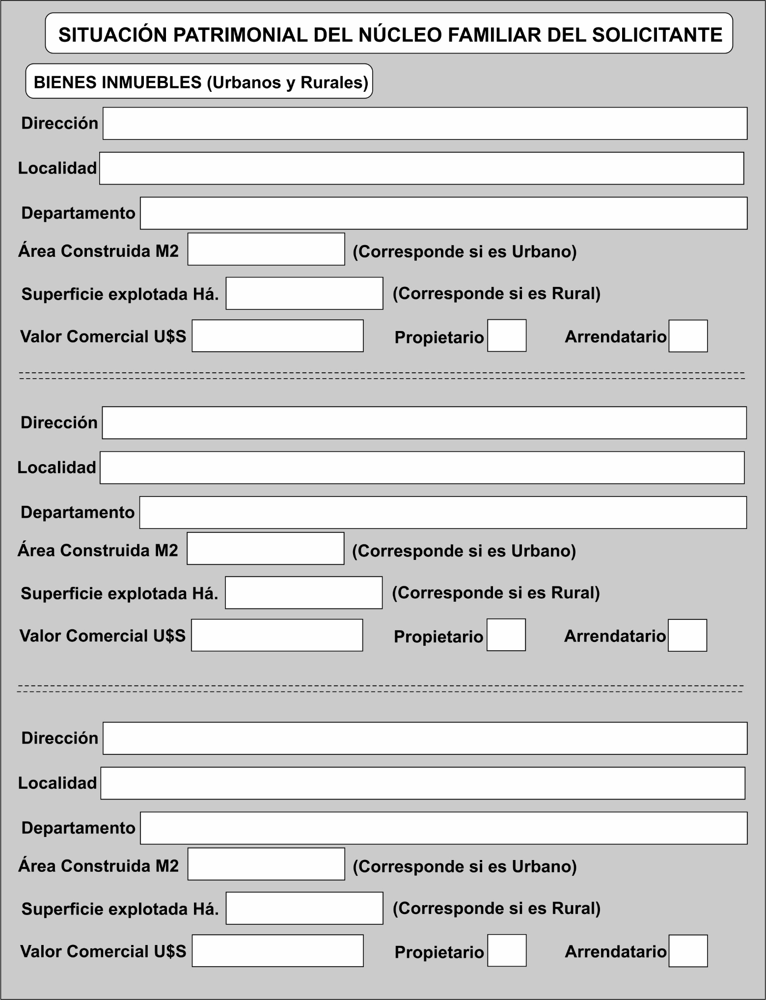 SITUACIÓN PATRIMONIAL DEL NÚCLEO FAMILIAR DEL SOLICITANTE
BIENES INMUEBLES (Urbanos y Rurales)
Dirección
Localidad
Departamento
Área Construida M2 (Corresponde si es Urbano)
Superficie explotada Há. (Corresponde si es Rural)
Valor Comercial U$S Propietario Arrendatario
Dirección
Localidad
Departamento
Área Construida M2 (Corresponde si es Urbano)
Superficie explotada Há. (Corresponde si es Rural)
Valor Comercial U$S Propietario Arrendatario
Dirección
Localidad
Departamento
Área Construida M2 (Corresponde si es Urbano)
Superficie explotada Há. (Corresponde si es Rural)
Valor Comercial U$S Propietario Arrendatario